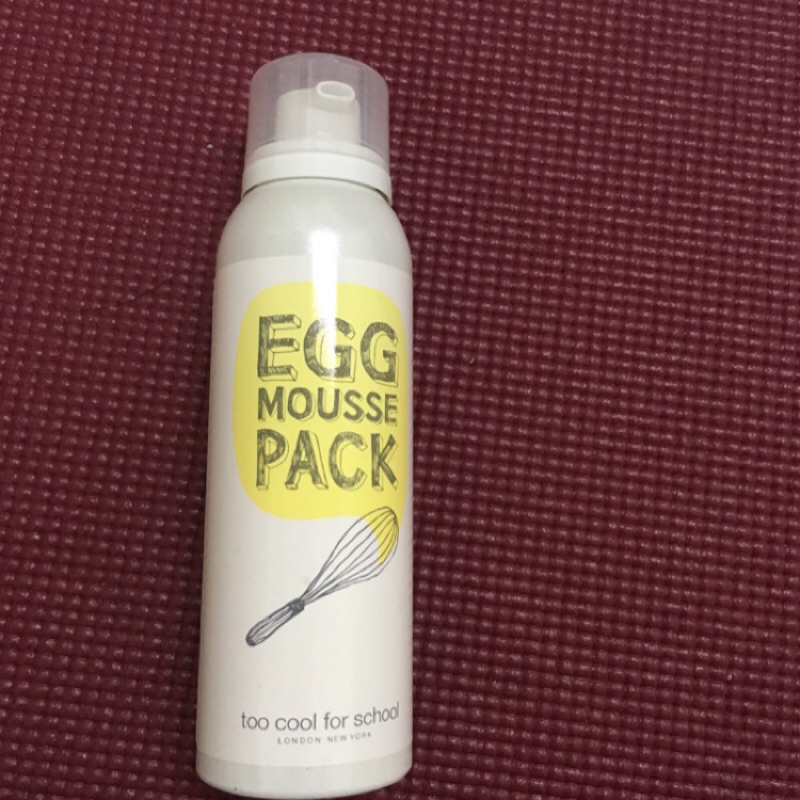 EGG
MOUSSE
PACK
too cool for school
LONDON NEW YORK